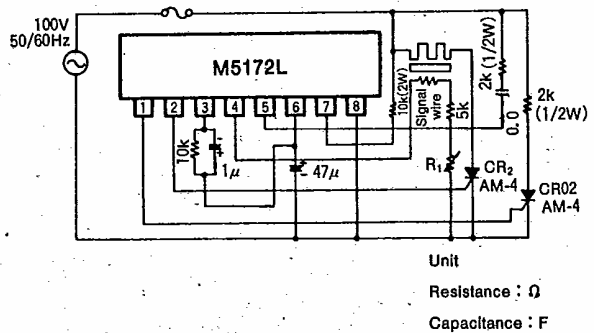 100V
50/60Hz
M5172L
1 2 3 4 5 6 7 8
10k
1μ
47μ
10k(2W)
Signal
wire
5k
R₁
2k (1/2W)
0.0
2k
(1/2W)
CR₂
AM-4
CR02
AM-4
Unit
Resistance : Ω
Capacitance : F